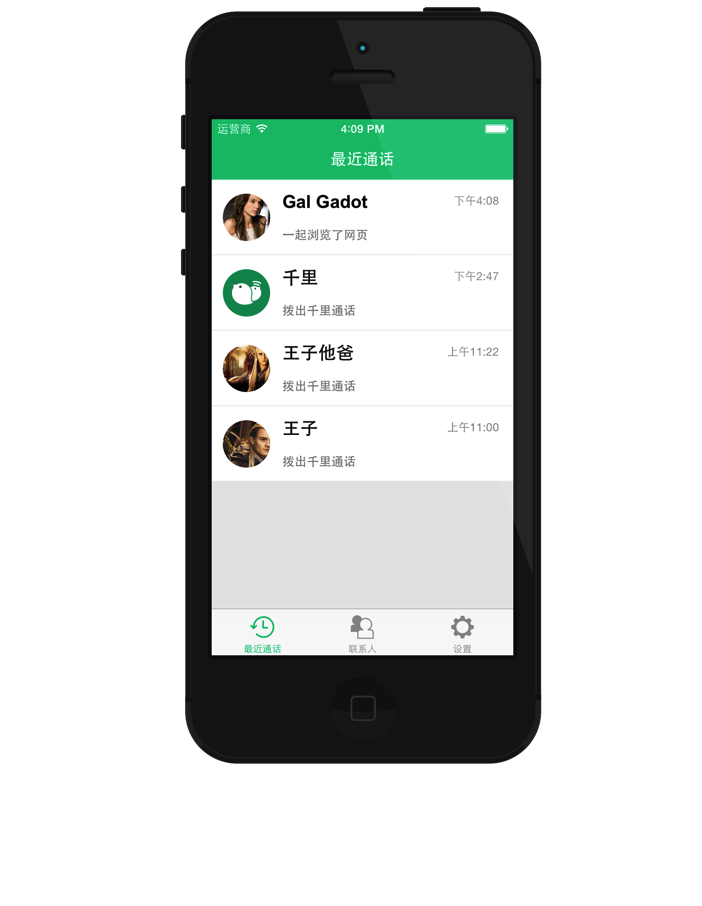 运营商
4:09 PM
最近通话
Gal Gadot
下午4:08
一起浏览了网页
千里
下午2:47
拨出千里通话
王子他爸
上午11:22
拨出千里通话
王子
上午11:00
拨出千里通话
最近通话
联系人
设置